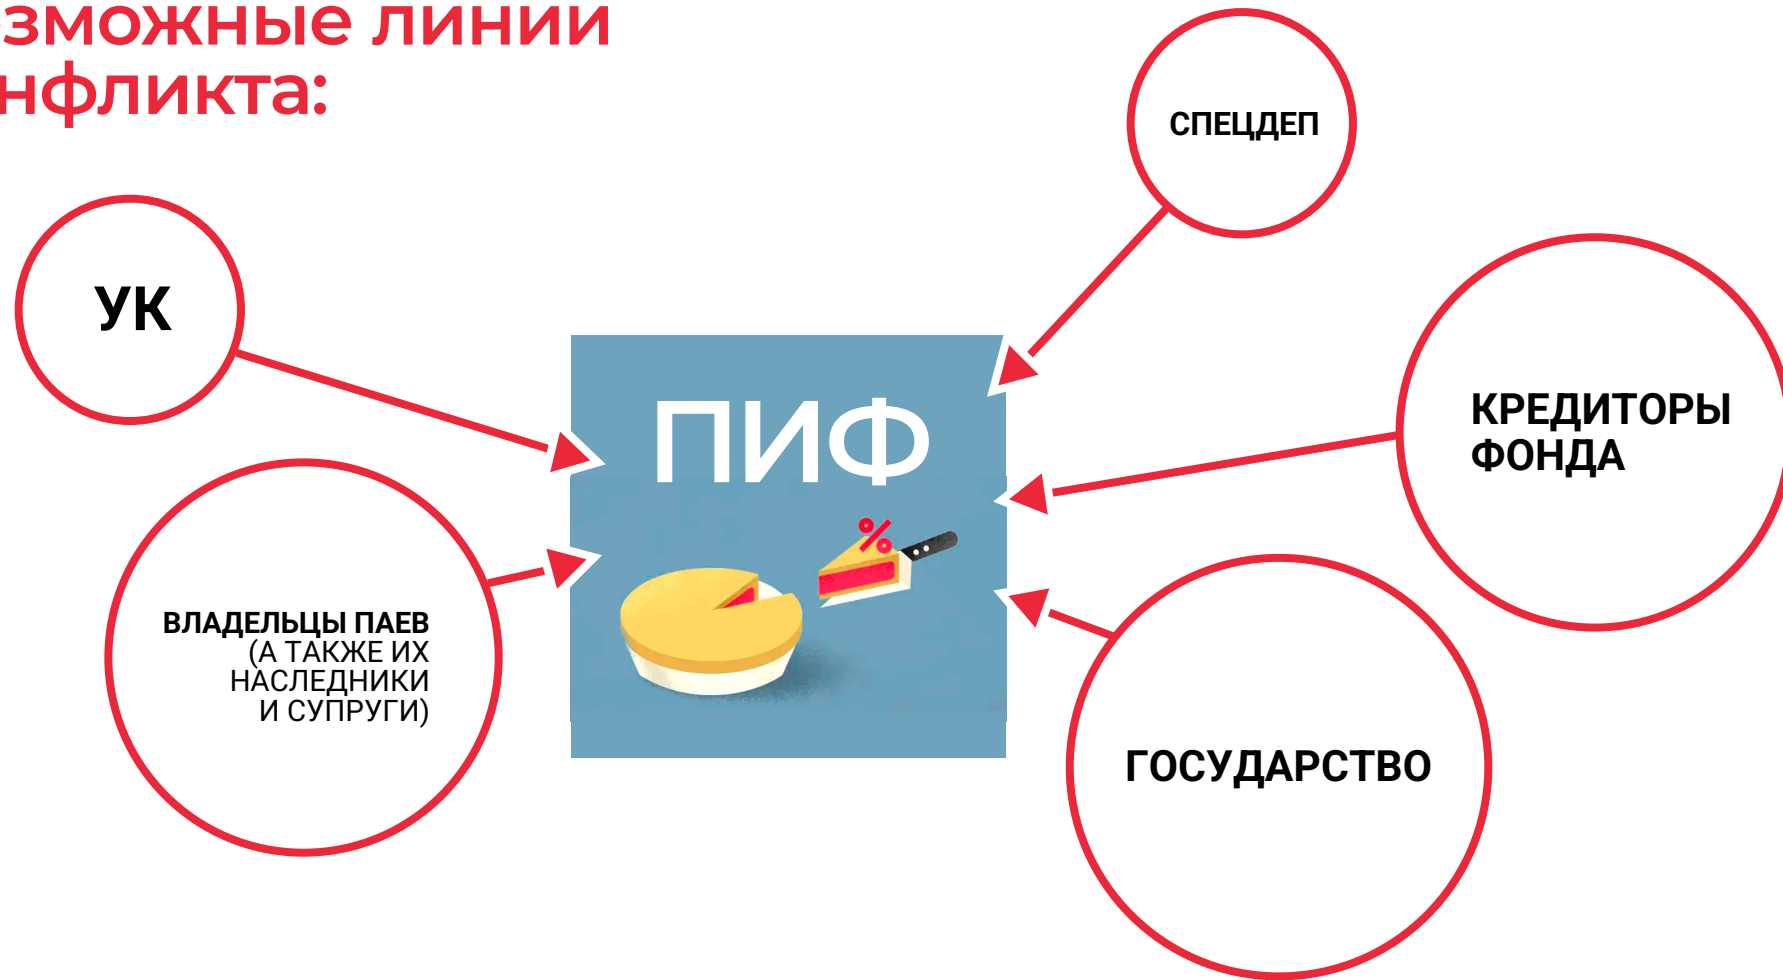 зможные линии
нфликта:
СПЕЦДЕП
УК
КРЕДИТОРЫ
ФОНДА
ПИФ
%
ВЛАДЕЛЬЦЫ ПАЕВ
(А ТАКЖЕ ИХ
НАСЛЕДНИКИ
И СУПРУГИ)
ГОСУДАРСТВО